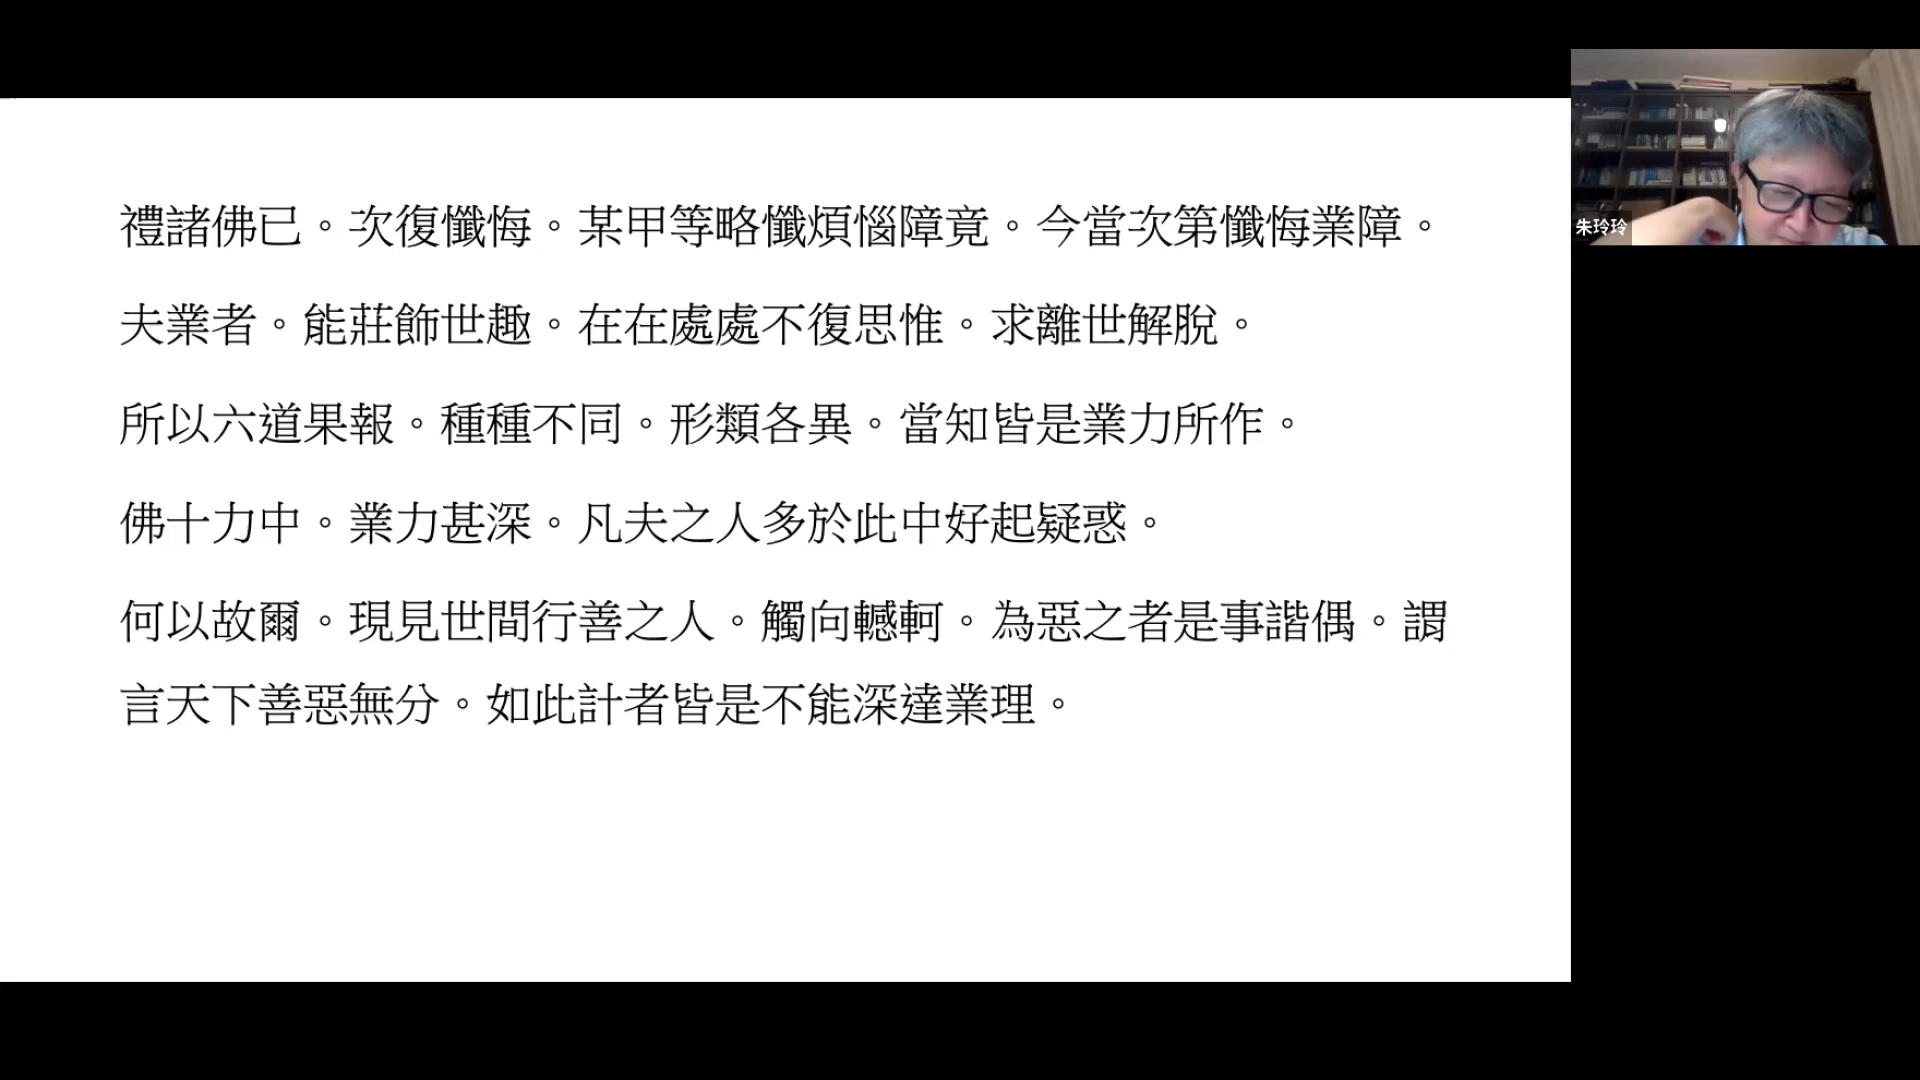 禮諸佛已。次復懺悔。某甲等略懺煩惱障竟。今當次第懺悔業障。
夫業者。能莊飾世趣。在在處處不復思惟。求離世解脫。
所以六道果報。種種不同。形類各異。當知皆是業力所作。
佛十力中。業力甚深。凡夫之人多於此中好起疑惑。
何以故爾。現見世間行善之人。觸向轗軻。為惡之者是事諧偶。謂
言天下善惡無分。如此計者皆是不能深達業理。
朱玲玲